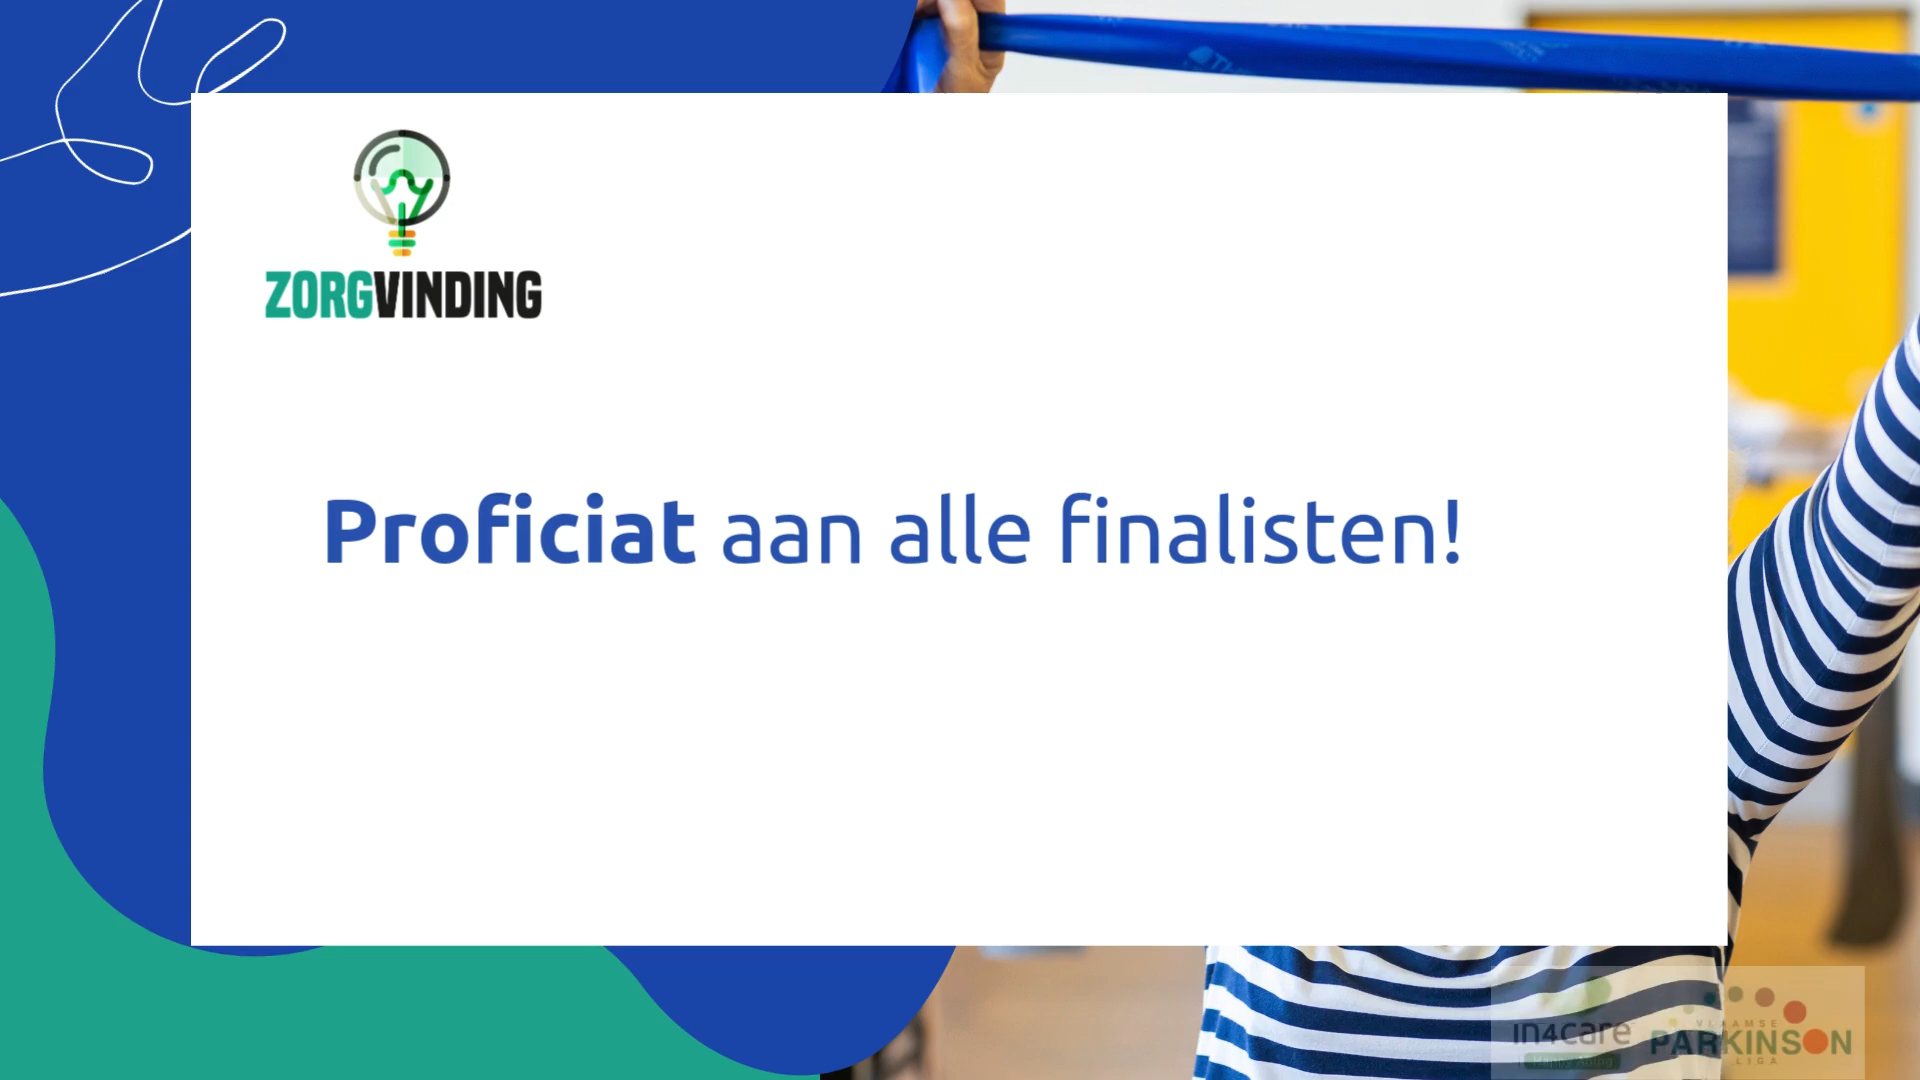 ZORGVINDING
Proficiat aan alle finalisten!
in4care
VLAAMSE
PARKINSON
LIGA